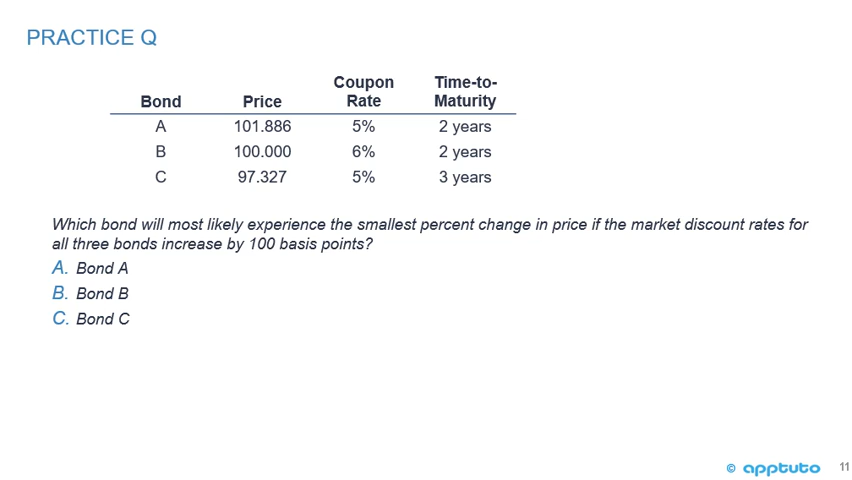 PRACTICE Q
Bond Price Coupon Rate Time-to-Maturity
A 101.886 5% 2 years
B 100.000 6% 2 years
C 97.327 5% 3 years
Which bond will most likely experience the smallest percent change in price if the market discount rates for
all three bonds increase by 100 basis points?
A. Bond A
B. Bond B
C. Bond C
© apptuto 11